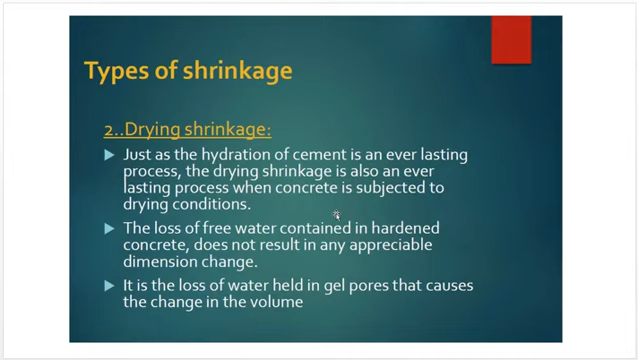 Types of shrinkage
2..Drying shrinkage:
Just as the hydration of cement is an ever lasting
process, the drying shrinkage is also an ever
lasting process when concrete is subjected to
drying conditions.
The loss of free water contained in hardened
concrete, does not result in any appreciable
dimension change.
It is the loss of water held in gel pores that causes
the change in the volume